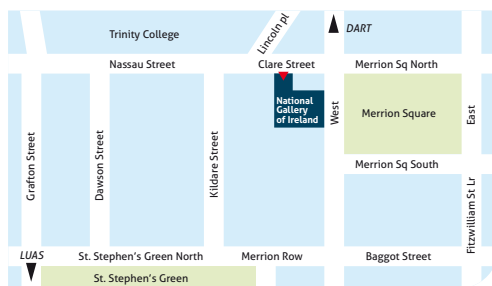 Trinity College
Lincoln pl
DART
Nassau Street
Clare Street
Merrion Sq North
National
Gallery
of Ireland
West
Merrion Square
East
Grafton Street
Dawson Street
Kildare Street
Merrion Sq South
Fitzwilliam St Lr
LUAS
St. Stephen's Green North
Merrion Row
Baggot Street
St. Stephen's Green